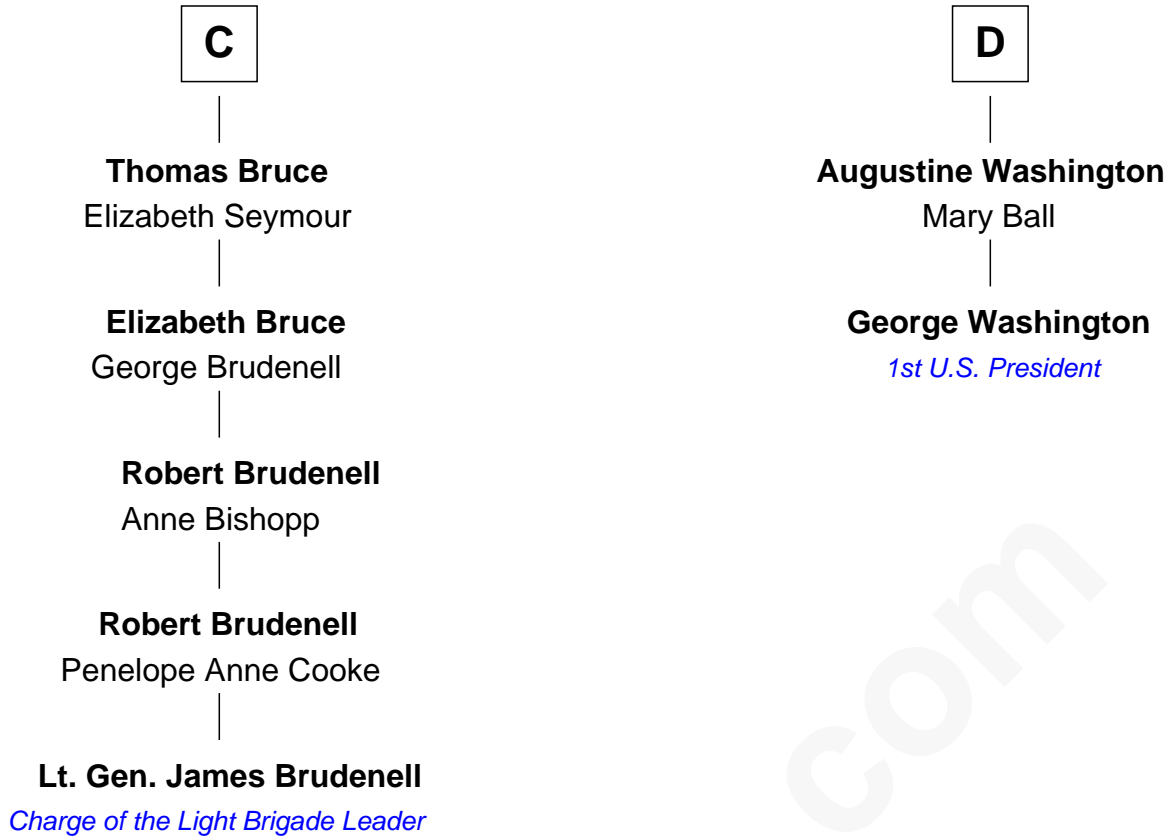 C
Thomas Bruce
Elizabeth Seymour
Elizabeth Bruce
George Brudenell
Robert Brudenell
Anne Bishopp
Robert Brudenell
Penelope Anne Cooke
Lt. Gen. James Brudenell
Charge of the Light Brigade Leader
D
Augustine Washington
Mary Ball
George Washington
1st U.S. President
com